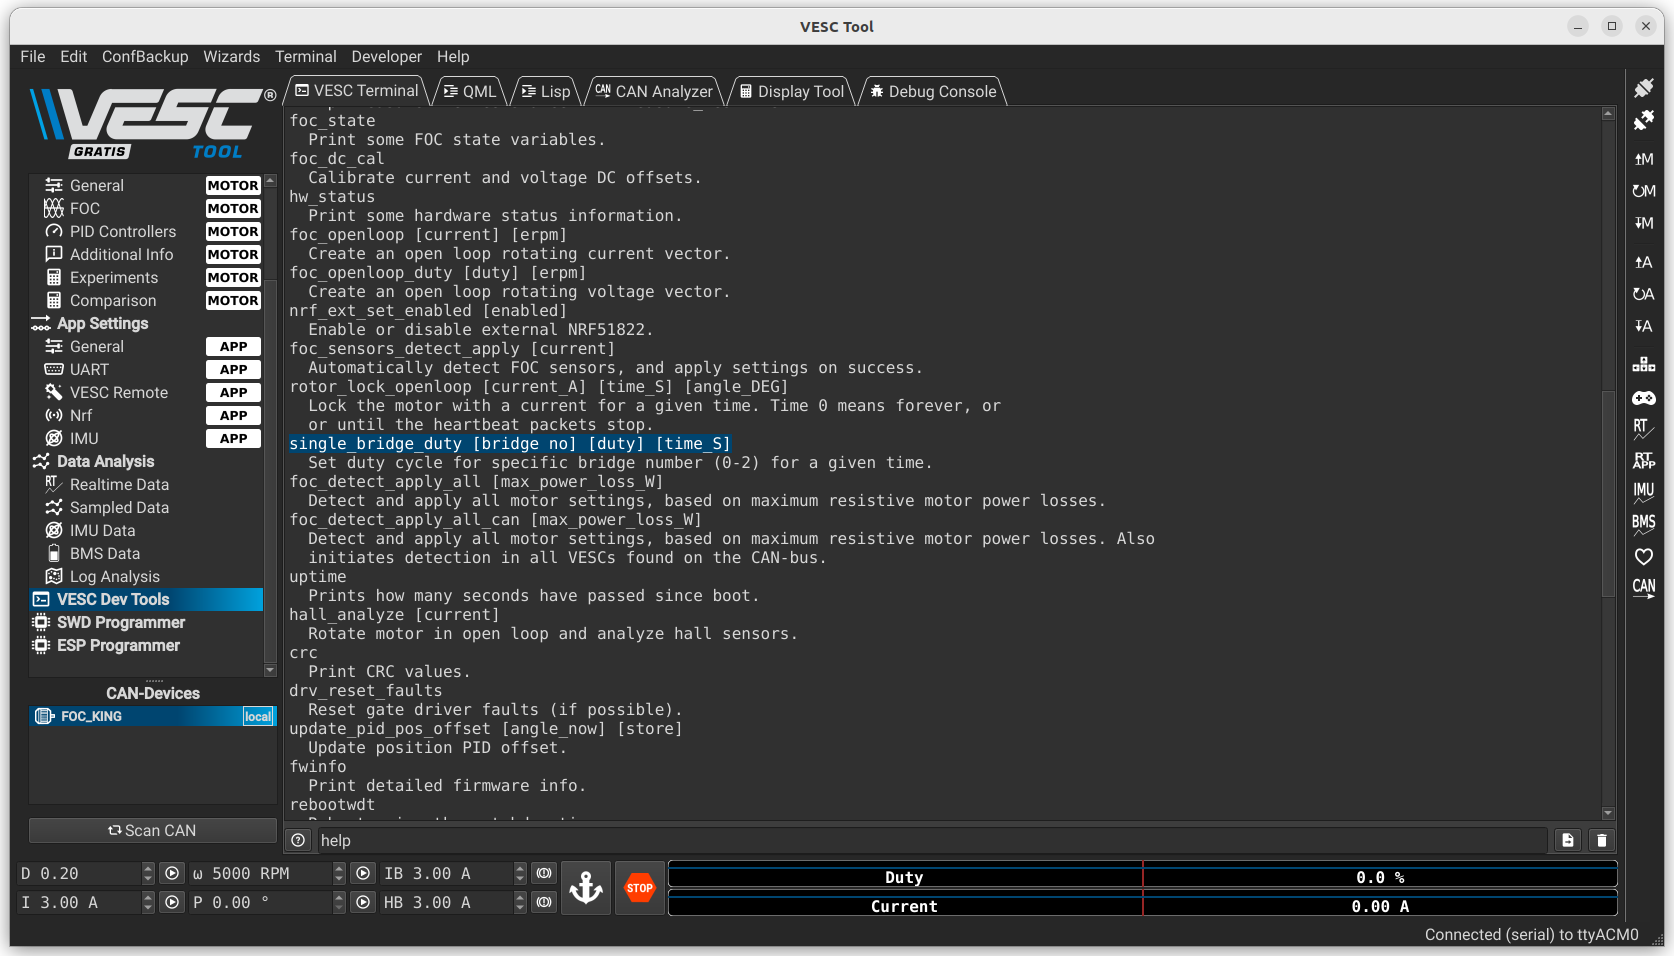 VESC Tool
File Edit ConfBackup Wizards Terminal Developer Help
VESC®
GRATIS TOOL
General MOTOR
FOC MOTOR
PID Controllers MOTOR
Additional Info MOTOR
Experiments MOTOR
Comparison MOTOR
App Settings
General APP
UART APP
VESC Remote APP
Nrf APP
IMU APP
Data Analysis
RT Realtime Data
Sampled Data
IMU Data
BMS Data
Log Analysis
VESC Dev Tools
SWD Programmer
ESP Programmer
CAN-Devices
FOC_KING local
Scan CAN
VESC Terminal QML Lisp CAN CAN Analyzer Display Tool Debug Console
foc_state
Print some FOC state variables.
foc_dc_cal
Calibrate current and voltage DC offsets.
hw_status
Print some hardware status information.
foc_openloop [current] [erpm]
Create an open loop rotating current vector.
foc_openloop_duty [duty] [erpm]
Create an open loop rotating voltage vector.
nrf_ext_set_enabled [enabled]
Enable or disable external NRF51822.
foc_sensors_detect_apply [current]
Automatically detect FOC sensors, and apply settings on success.
rotor_lock_openloop [current_A] [time_S] [angle_DEG]
Lock the motor with a current for a given time. Time 0 means forever, or
or until the heartbeat packets stop.
single_bridge_duty [bridge no] [duty] [time_S]
Set duty cycle for specific bridge number (0-2) for a given time.
foc_detect_apply_all [max_power_loss_W]
Detect and apply all motor settings, based on maximum resistive motor power losses.
foc_detect_apply_all_can [max_power_loss_W]
Detect and apply all motor settings, based on maximum resistive motor power losses. Also
initiates detection in all VESCs found on the CAN-bus.
uptime
Prints how many seconds have passed since boot.
hall_analyze [current]
Rotate motor in open loop and analyze hall sensors.
crc
Print CRC values.
drv_reset_faults
Reset gate driver faults (if possible).
update_pid_pos_offset [angle_now] [store]
Update position PID offset.
fwinfo
Print detailed firmware info.
rebootwdt
help
M
M
M
A
A
A
RT
RT APP
IMU
BMS
CAN
D 0.20 ω 5000 RPM IB 3.00 A
I 3.00 A P 0.00 ° HB 3.00 A
STOP
Duty 0.0 %
Current 0.00 A
Connected (serial) to ttyACM0